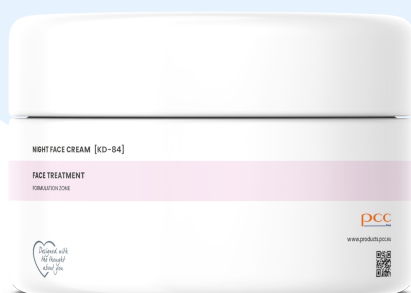 NIGHT FACE CREAM [KD-84]
FACE TREATMENT
FORMULATION ZONE
pcc
www.products.pcc.eu
Designed with
the thought
about you